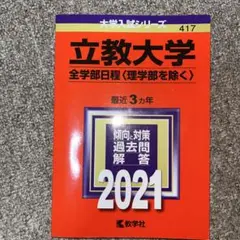 大学入試シリーズ
417
立教大学
全学部日程〈理学部を除く〉
最近3カ年
傾向と対策
過去問
解答
2021
教学社